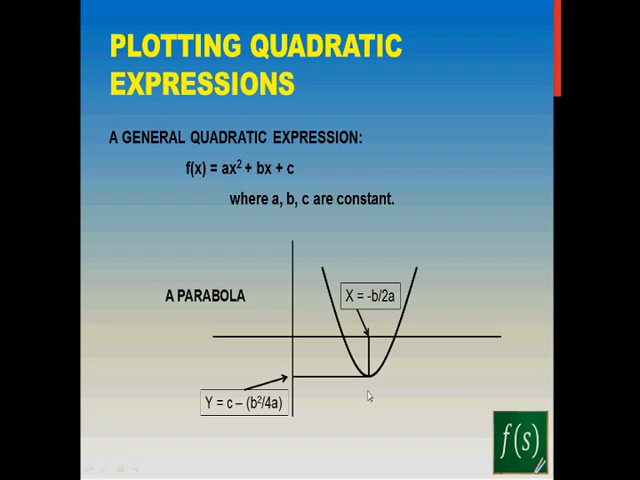 PLOTTING QUADRATIC
EXPRESSIONS
A GENERAL QUADRATIC EXPRESSION:
f(x) = ax² + bx + c
where a, b, c are constant.
A PARABOLA
X = -b/2a
Y = c – (b²/4a)
f(s)